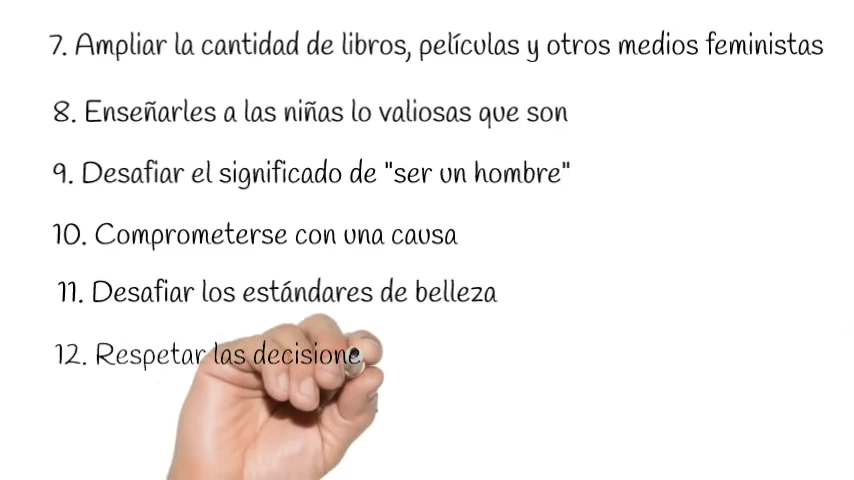 7. Ampliar la cantidad de libros, películas y otros medios feministas
8. Enseñarles a las niñas lo valiosas que son
9. Desafiar el significado de "ser un hombre"
10. Comprometerse con una causa
11. Desafiar los estándares de belleza
12. Respetar las decisione